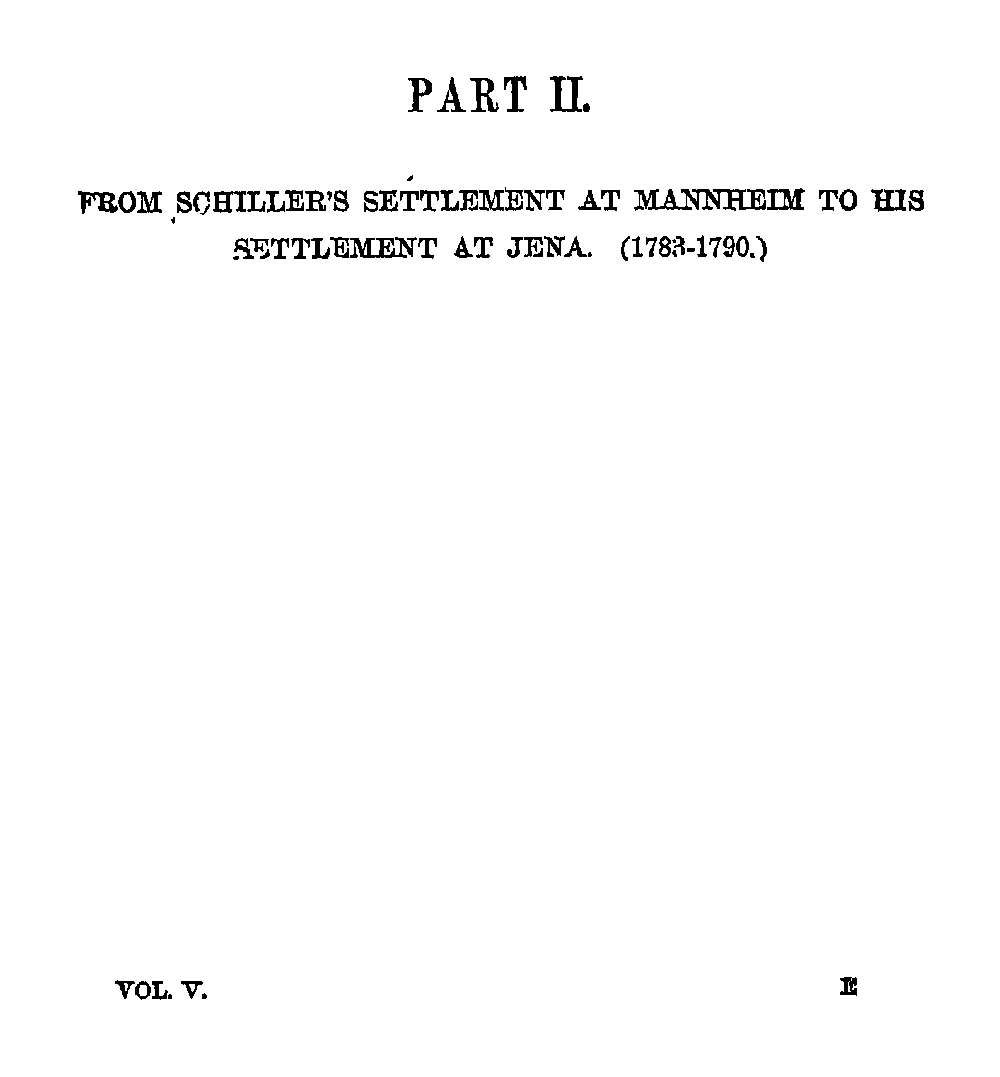 PART II.
FROM SCHILLER'S SETTLEMENT AT MANNHEIM TO HIS
SETTLEMENT AT JENA. (1783-1790.)
VOL. V.
E